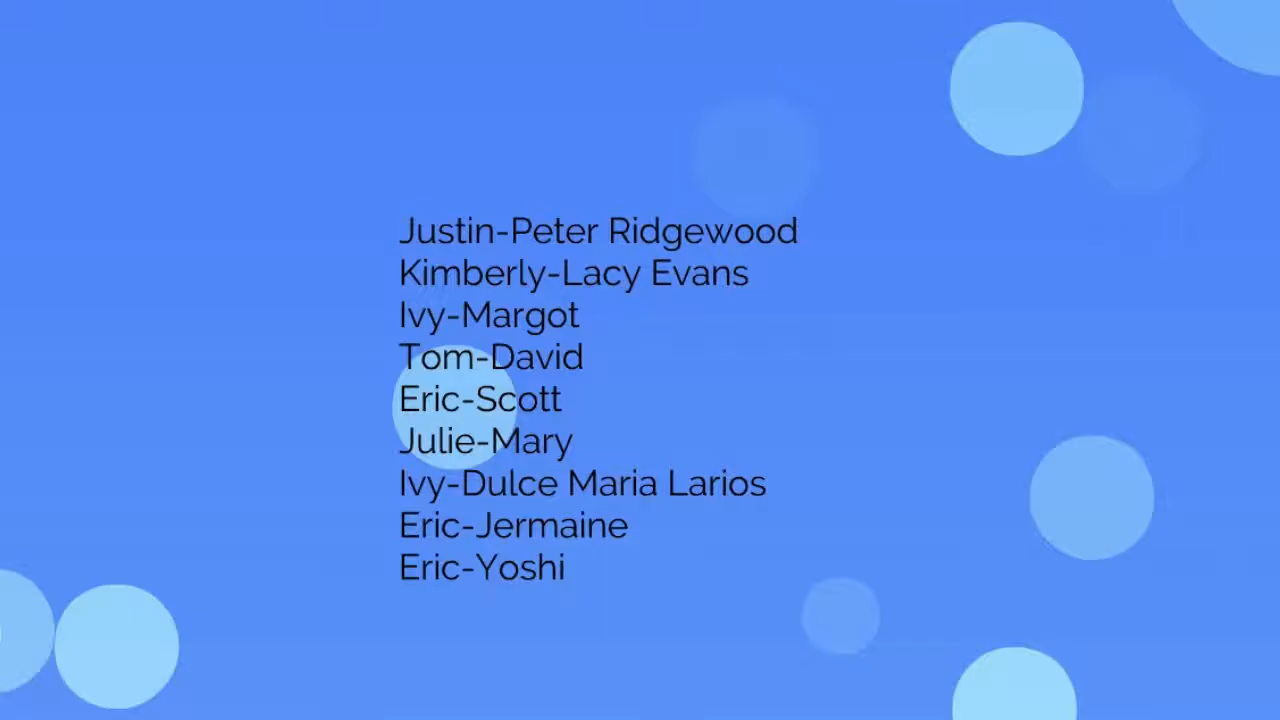 Justin-Peter Ridgewood
Kimberly-Lacy Evans
Ivy-Margot
Tom-David
Eric-Scott
Julie-Mary
Ivy-Dulce Maria Larios
Eric-Jermaine
Eric-Yoshi